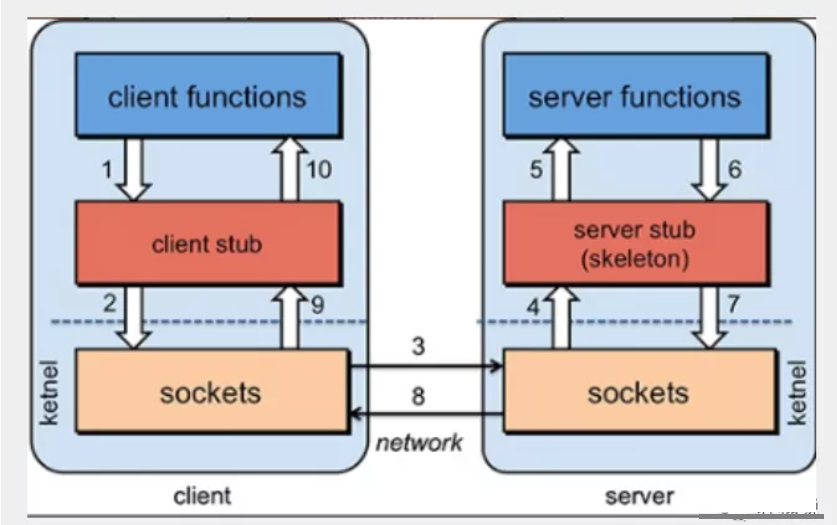 client functions
server functions
1
10
5
6
client stub
server stub
(skeleton)
2
9
4
7
3
ketnel
sockets
8
sockets
ketnel
network
client
server